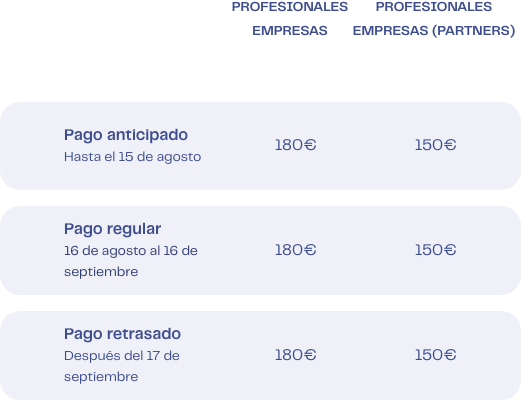 PROFESIONALES PROFESIONALES
EMPRESAS EMPRESAS (PARTNERS)
Pago anticipado
Hasta el 15 de agosto
180€ 150€
Pago regular
16 de agosto al 16 de
septiembre
180€ 150€
Pago retrasado
Después del 17 de
septiembre
180€ 150€